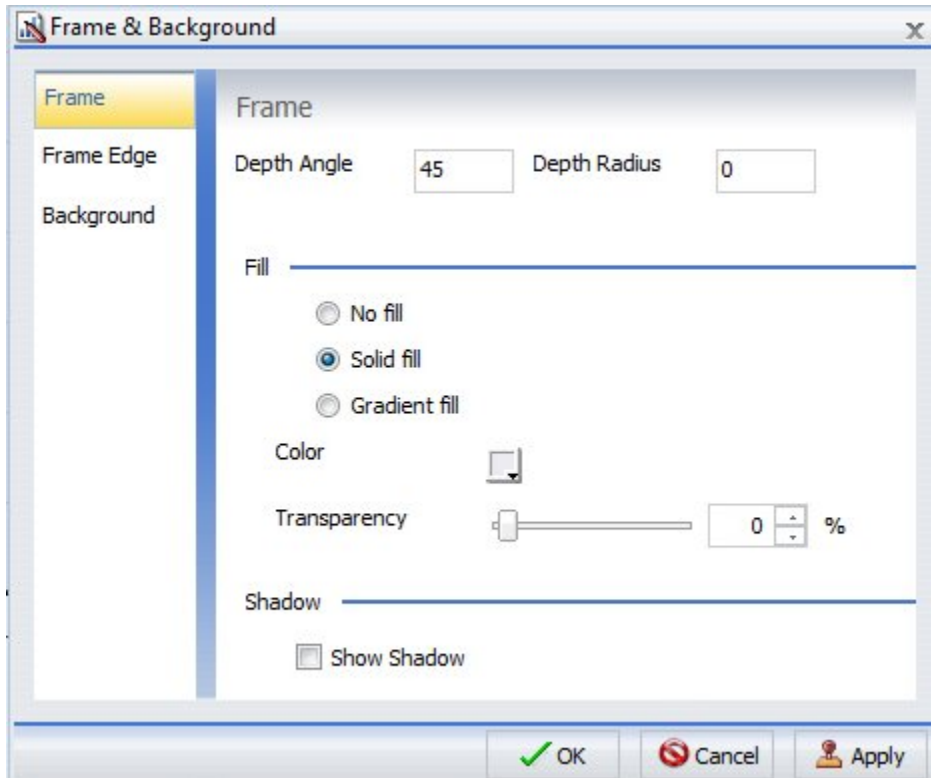 Frame & Background
Frame
Frame Edge
Background
Frame
Depth Angle 45 Depth Radius 0
Fill
No fill
Solid fill
Gradient fill
Color
Transparency 0 %
Shadow
Show Shadow
OK Cancel Apply